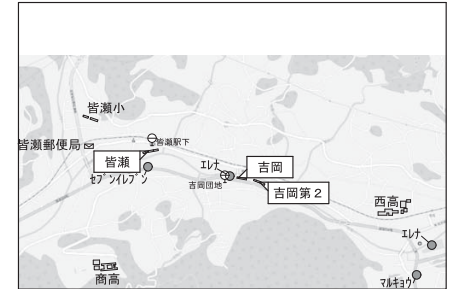 皆瀬小
皆瀬郵便局
皆瀬駅下
皆瀬
ｾﾌﾞﾝｲﾚﾌﾞﾝ
ｴﾚﾅ
吉岡
吉岡団地
吉岡第２
西高
ｴﾚﾅ
商高
ﾏﾙｷｮｳ